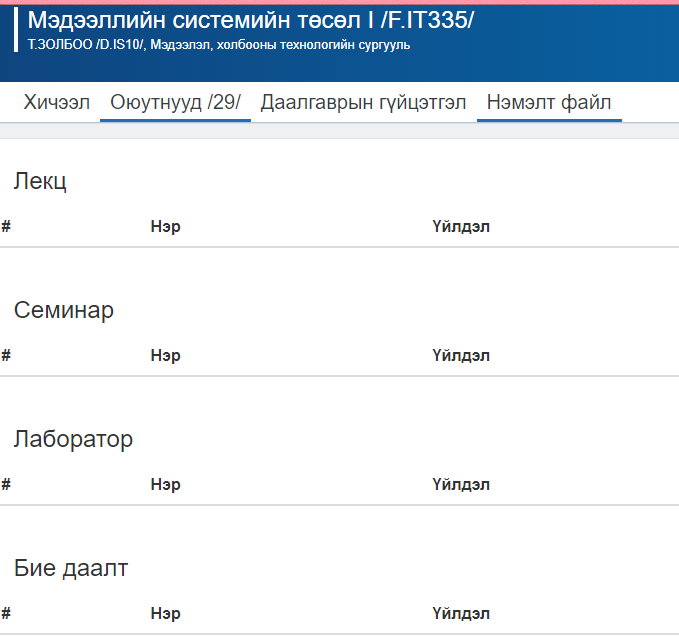 Мэдээллийн системийн төсөл I /F.IT335/
Т.ЗОЛБОО /D.IS10/, Мэдээлэл, холбооны технологийн сургууль
Хичээл Оюутнууд /29/ Даалгаврын гүйцэтгэл Нэмэлт файл
Лекц
# Нэр Үйлдэл
Семинар
# Нэр Үйлдэл
Лаборатор
# Нэр Үйлдэл
Бие даалт
# Нэр Үйлдэл